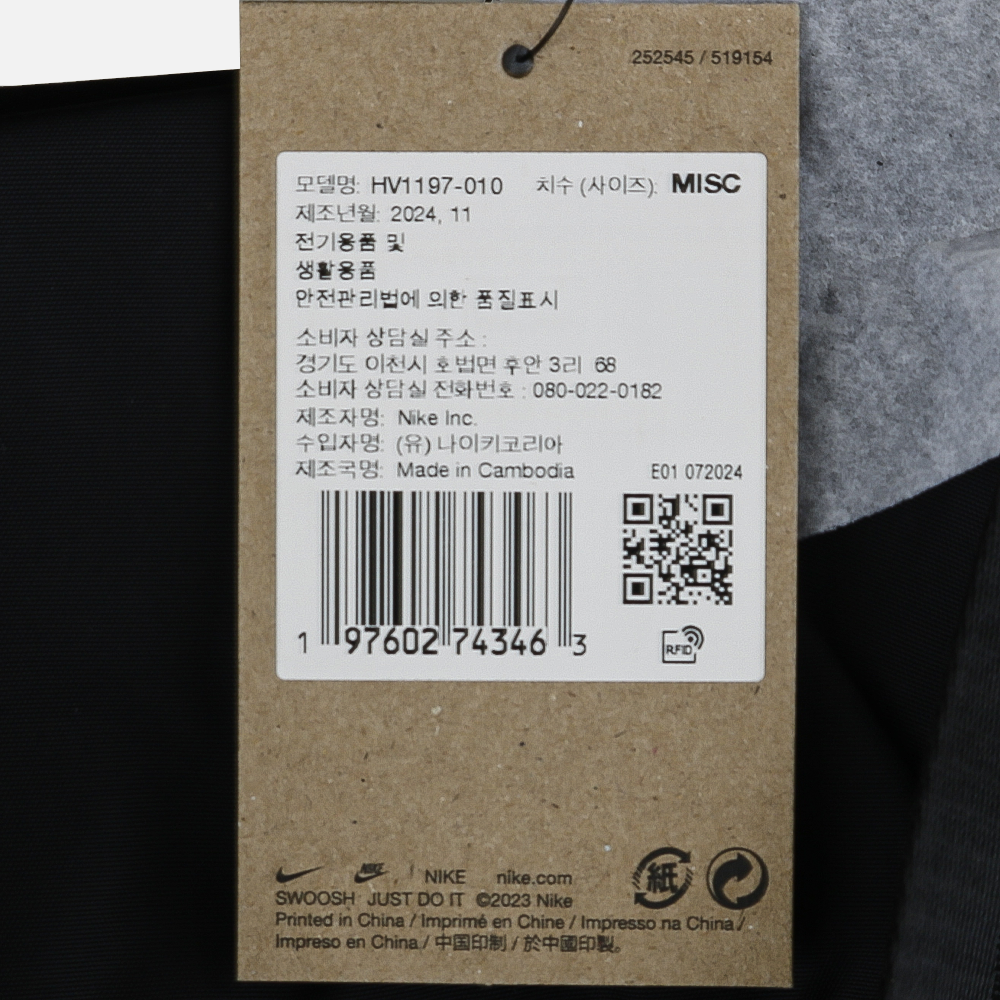 252545 / 519154
모델명: HV1197-010 치수 (사이즈): MISC
제조년월: 2024, 11
전기용품 및
생활용품
안전관리법에 의한 품질표시
소비자 상담실 주소 :
경기도 이천시 호법면 후안 3리 68
소비자 상담실 전화번호 : 080-022-0182
제조자명: Nike Inc.
수입자명: (유) 나이키코리아
제조국명: Made in Cambodia
E01 072024
1 97602 74346 3
RFID
NIKE , NIKE nike.com
SWOOSH JUST DO IT ©2023 Nike
Printed in China / Imprimé en Chine / Impresso na China /
Impreso en China / 中国印制 / 於中國印製。
紙